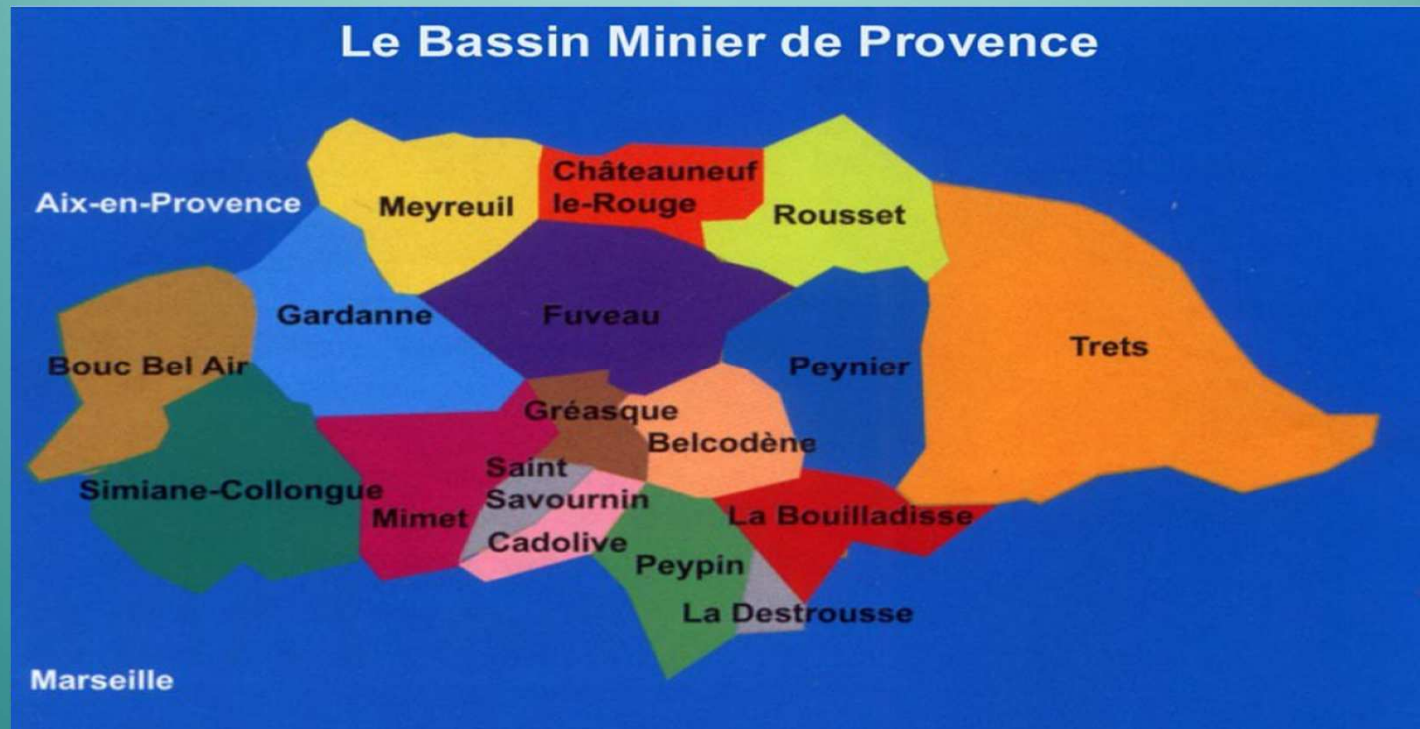 Le Bassin Minier de Provence
Châteauneuf
le-Rouge
Aix-en-Provence
Meyreuil
Rousset
Gardanne
Fuveau
Trets
Bouc Bel Air
Peynier
Gréasque
Belcodène
Saint
Savournin
Simiane-Collongue
Mimet
La Bouilladisse
Cadolive
Peypin
La Destrousse
Marseille